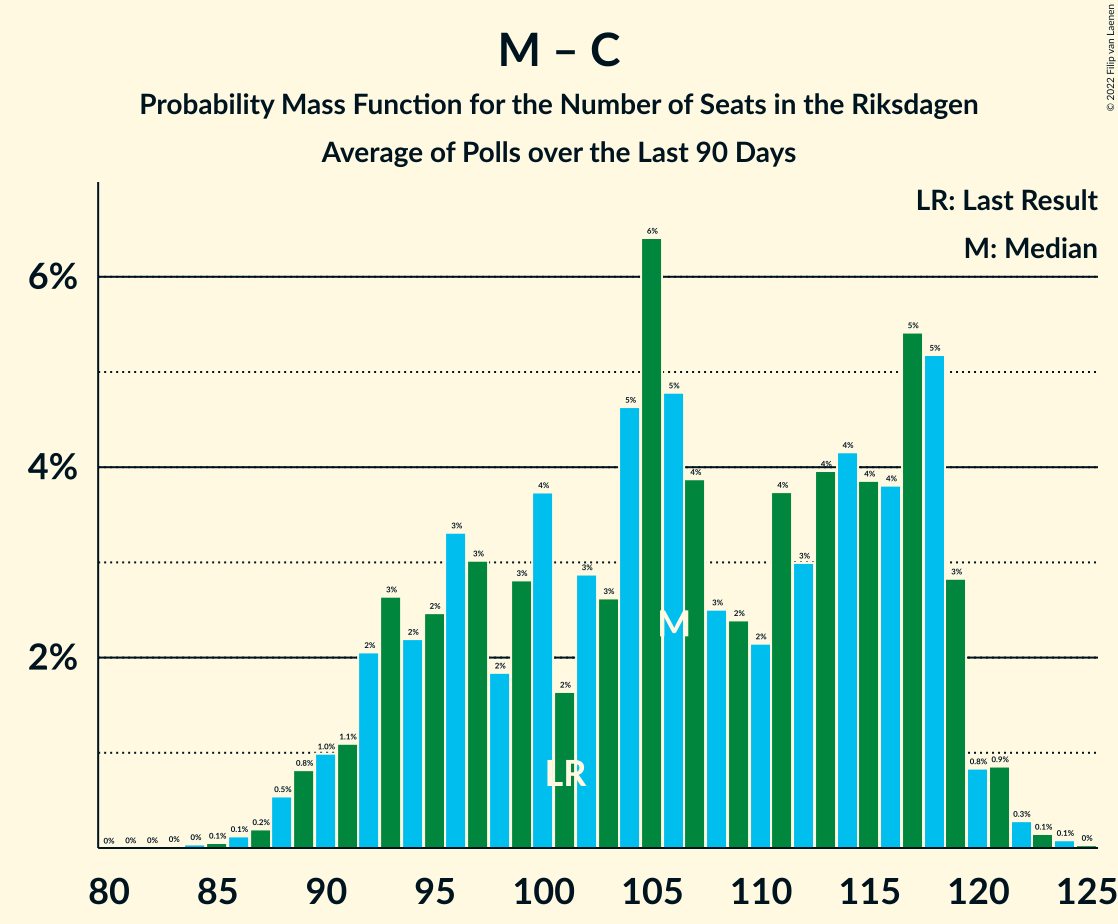 © 2022 Filip van Laenen
M – C
Probability Mass Function for the Number of Seats in the Riksdagen
Average of Polls over the Last 90 Days
LR: Last Result
M: Median
6%
4%
2%
0% 0% 0% 0% 0% 0.1% 0.1% 0.2% 0.5% 0.8% 1.0% 1.1% 2% 3% 2% 2% 3% 3% 2% 3% 4% 2% 3% 3% 5% 6% 5% 4% 3% 2% 2% 4% 3% 4% 4% 4% 4% 5% 5% 3% 0.8% 0.9% 0.3% 0.1% 0.1% 0%
M
LR
80 85 90 95 100 105 110 115 120 125